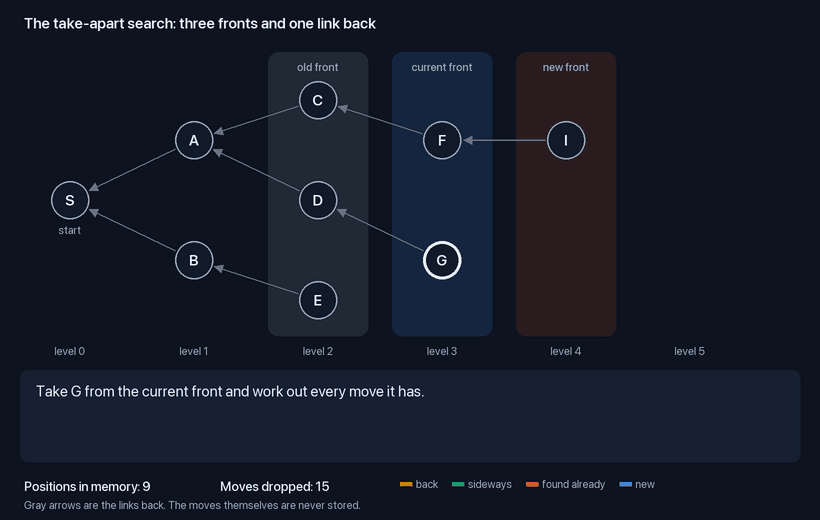 The take-apart search: three fronts and one link back
old front
current front
new front
C
A
F
I
S
D
start
B
G
E
level 0
level 1
level 2
level 3
level 4
level 5
Take G from the current front and work out every move it has.
Positions in memory: 9
Moves dropped: 15
back
sideways
found already
new
Gray arrows are the links back. The moves themselves are never stored.